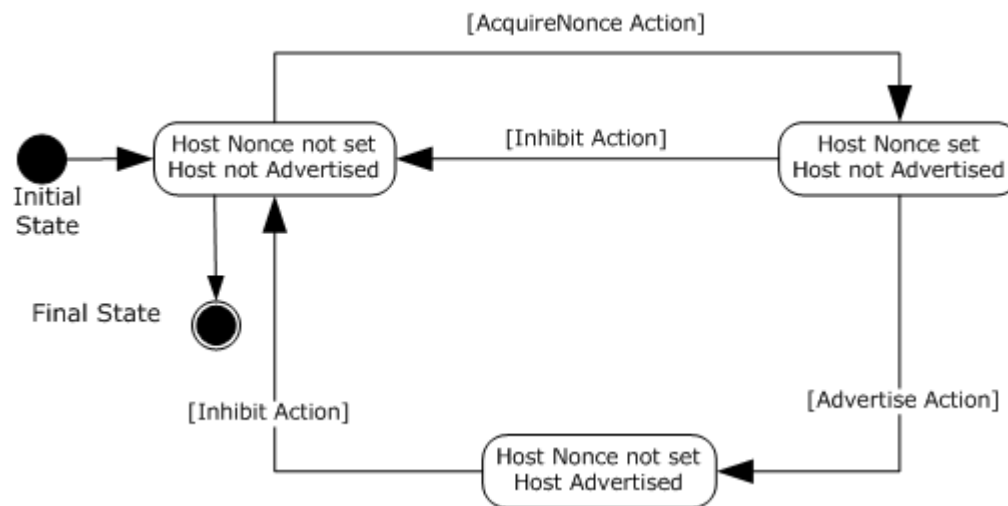 [AcquireNonce Action]
Host Nonce not set
Host not Advertised
[Inhibit Action]
Host Nonce set
Host not Advertised
Initial
State
Final State
[Inhibit Action]
[Advertise Action]
Host Nonce not set
Host Advertised